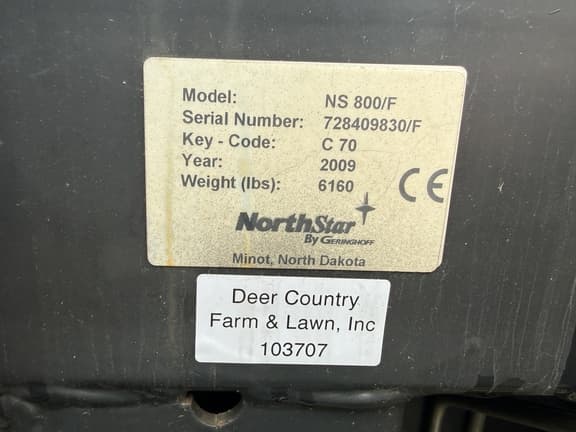 Model: NS 800/F
Serial Number: 728409830/F
Key - Code: C 70
Year: 2009
Weight (lbs): 6160
CE
NorthStar
By GERINGHOFF
Minot, North Dakota
Deer Country
Farm & Lawn, Inc
103707